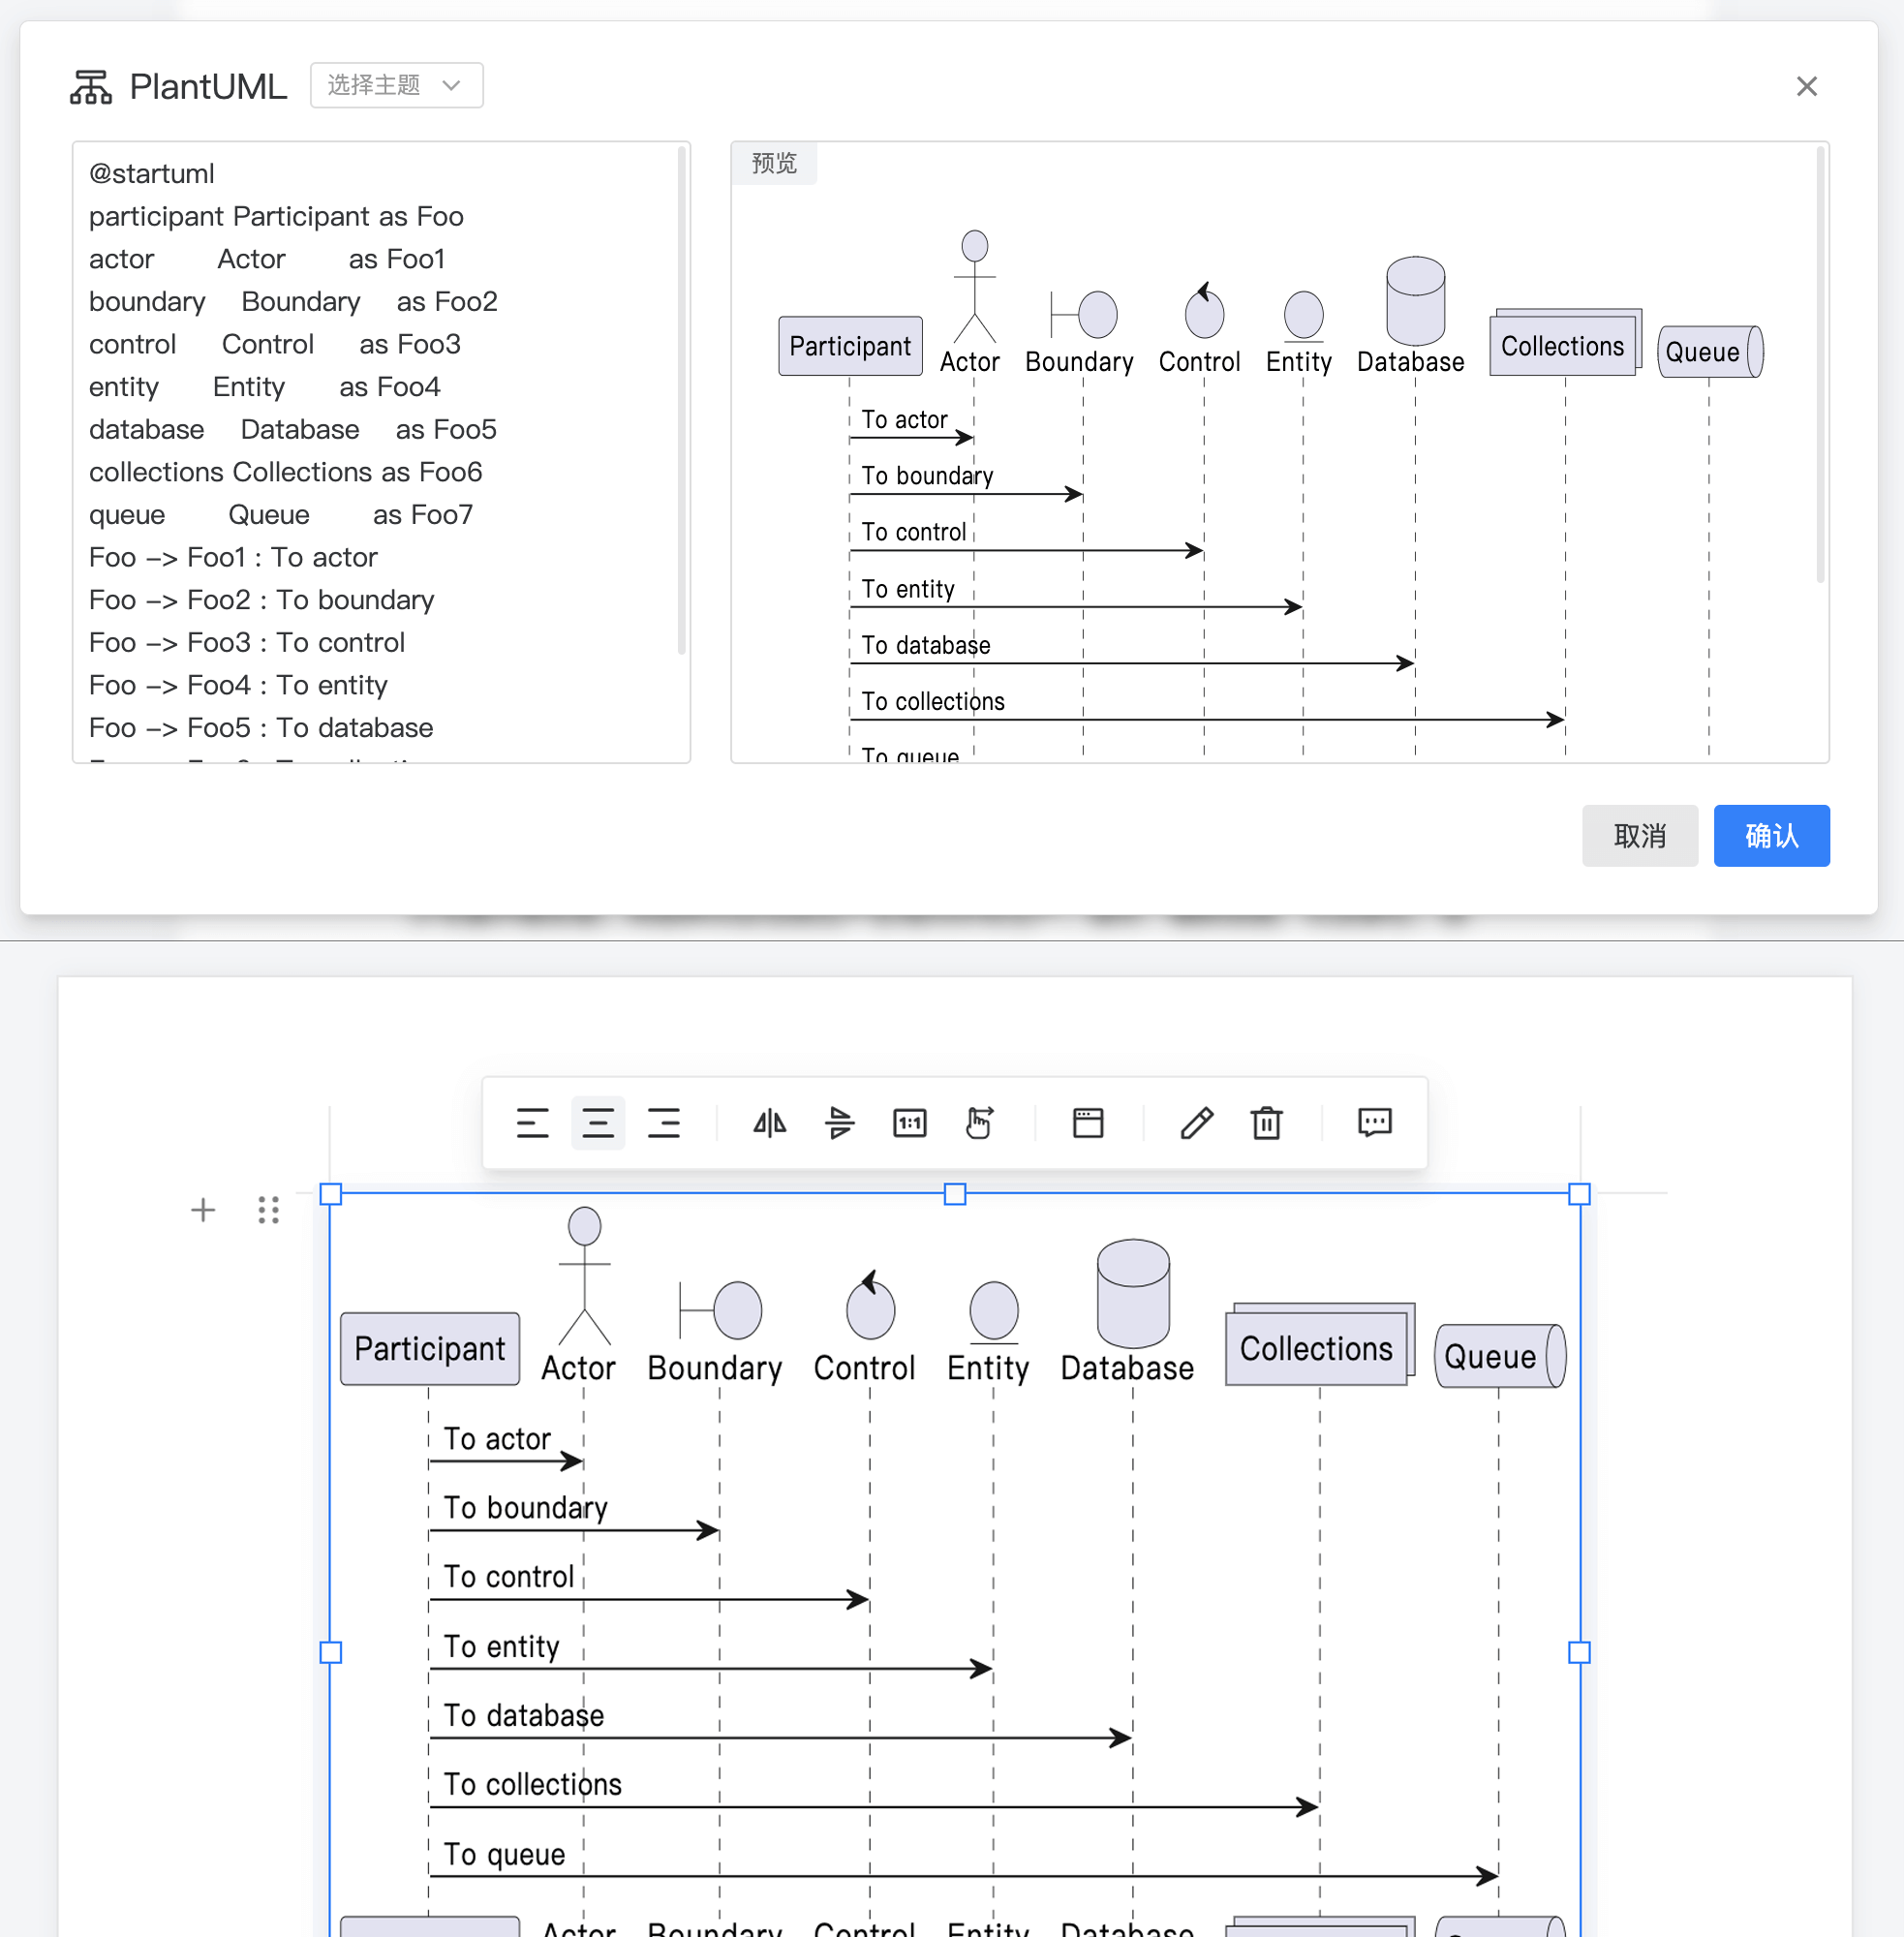 PlantUML 选择主题
@startuml
participant Participant as Foo
actor Actor as Foo1
boundary Boundary as Foo2
control Control as Foo3
entity Entity as Foo4
database Database as Foo5
collections Collections as Foo6
queue Queue as Foo7
Foo -> Foo1 : To actor
Foo -> Foo2 : To boundary
Foo -> Foo3 : To control
Foo -> Foo4 : To entity
Foo -> Foo5 : To database
预览
Participant Actor Boundary Control Entity Database Collections Queue
To actor
To boundary
To control
To entity
To database
To collections
To queue
取消 确认
1:1
Participant Actor Boundary Control Entity Database Collections Queue
To actor
To boundary
To control
To entity
To database
To collections
To queue
Actor Boundary Control Entity Database